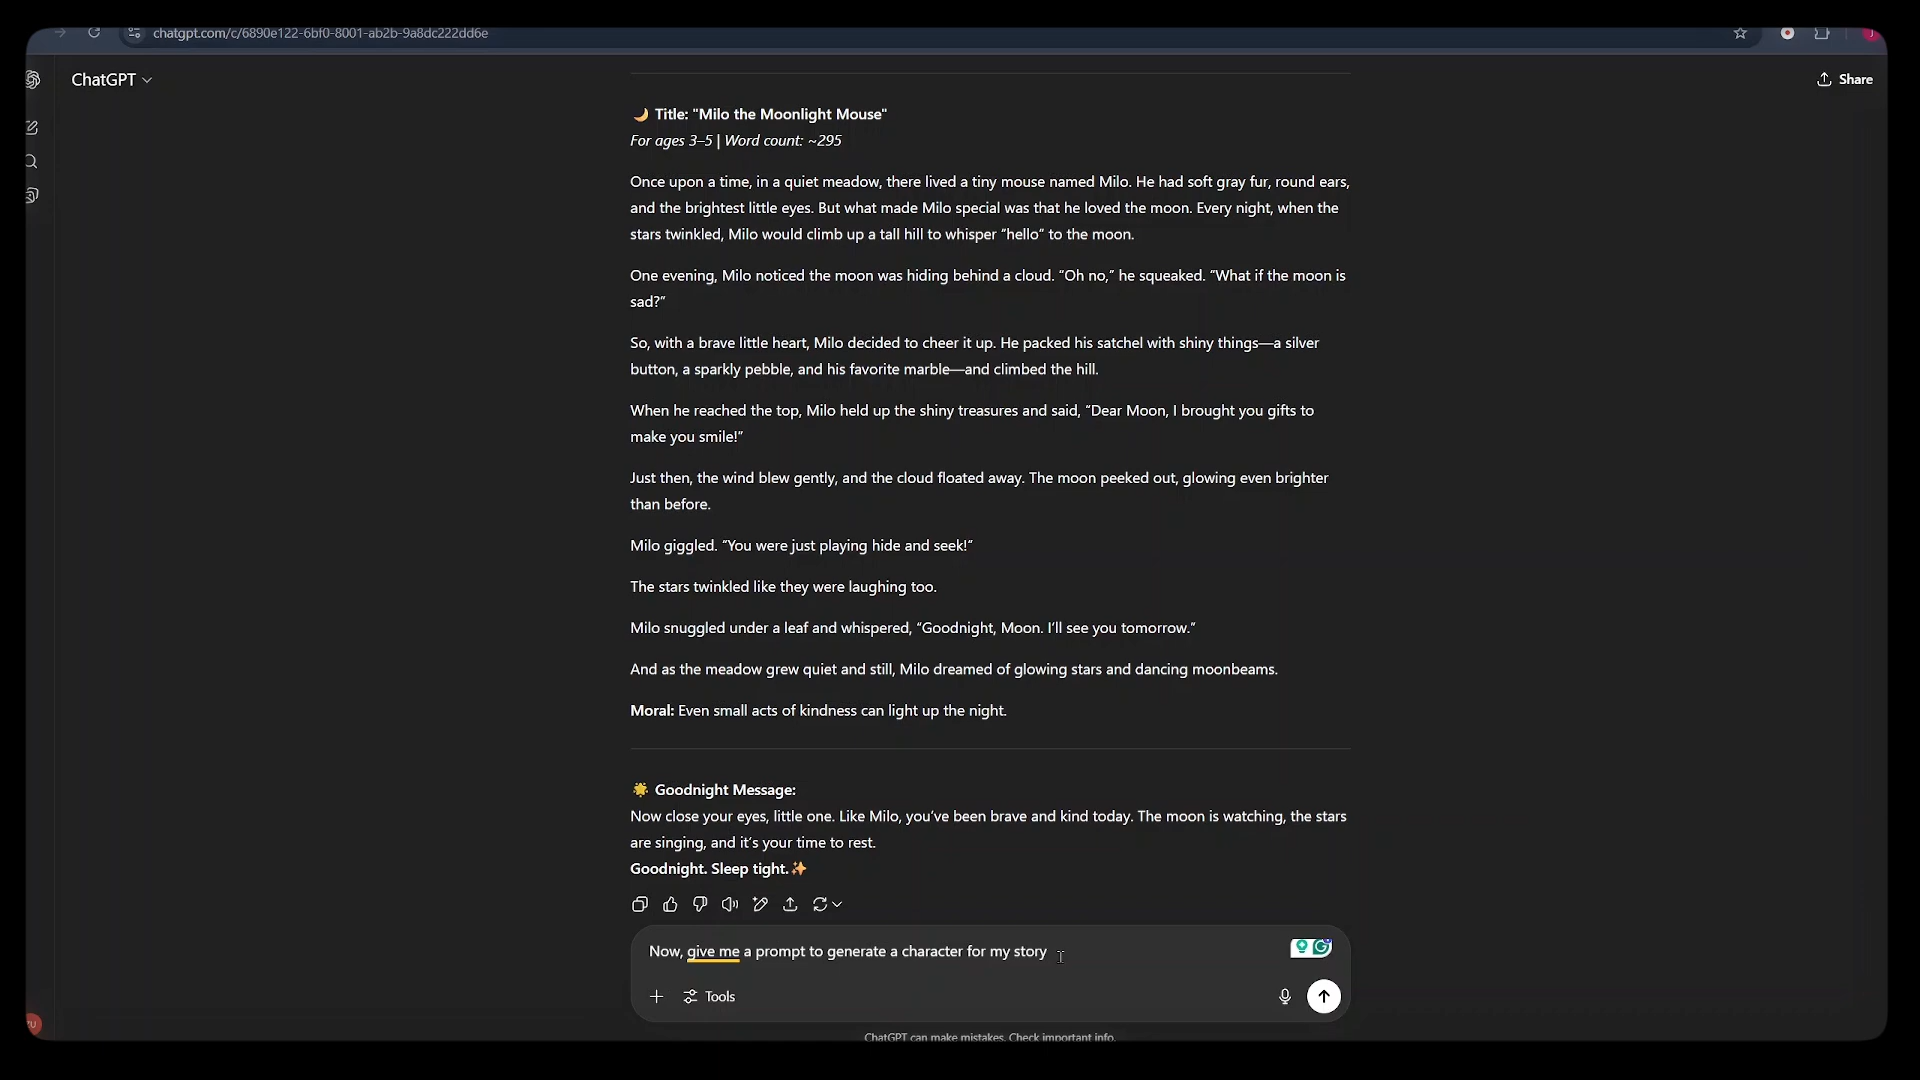 chatgpt.com/c/6890e122-6bf0-8001-ab2b-9a8dc222dd6e
ChatGPT
Share
🌙 Title: "Milo the Moonlight Mouse"
For ages 3–5 | Word count: ~295
Once upon a time, in a quiet meadow, there lived a tiny mouse named Milo. He had soft gray fur, round ears,
and the brightest little eyes. But what made Milo special was that he loved the moon. Every night, when the
stars twinkled, Milo would climb up a tall hill to whisper “hello” to the moon.
One evening, Milo noticed the moon was hiding behind a cloud. “Oh no,” he squeaked. “What if the moon is
sad?”
So, with a brave little heart, Milo decided to cheer it up. He packed his satchel with shiny things—a silver
button, a sparkly pebble, and his favorite marble—and climbed the hill.
When he reached the top, Milo held up the shiny treasures and said, “Dear Moon, I brought you gifts to
make you smile!”
Just then, the wind blew gently, and the cloud floated away. The moon peeked out, glowing even brighter
than before.
Milo giggled. “You were just playing hide and seek!”
The stars twinkled like they were laughing too.
Milo snuggled under a leaf and whispered, “Goodnight, Moon. I’ll see you tomorrow.”
And as the meadow grew quiet and still, Milo dreamed of glowing stars and dancing moonbeams.
Moral: Even small acts of kindness can light up the night.
🌟 Goodnight Message:
Now close your eyes, little one. Like Milo, you’ve been brave and kind today. The moon is watching, the stars
are singing, and it’s your time to rest.
Goodnight. Sleep tight.✨
Now, give me a prompt to generate a character for my story
Tools
ChatGPT can make mistakes. Check important info.